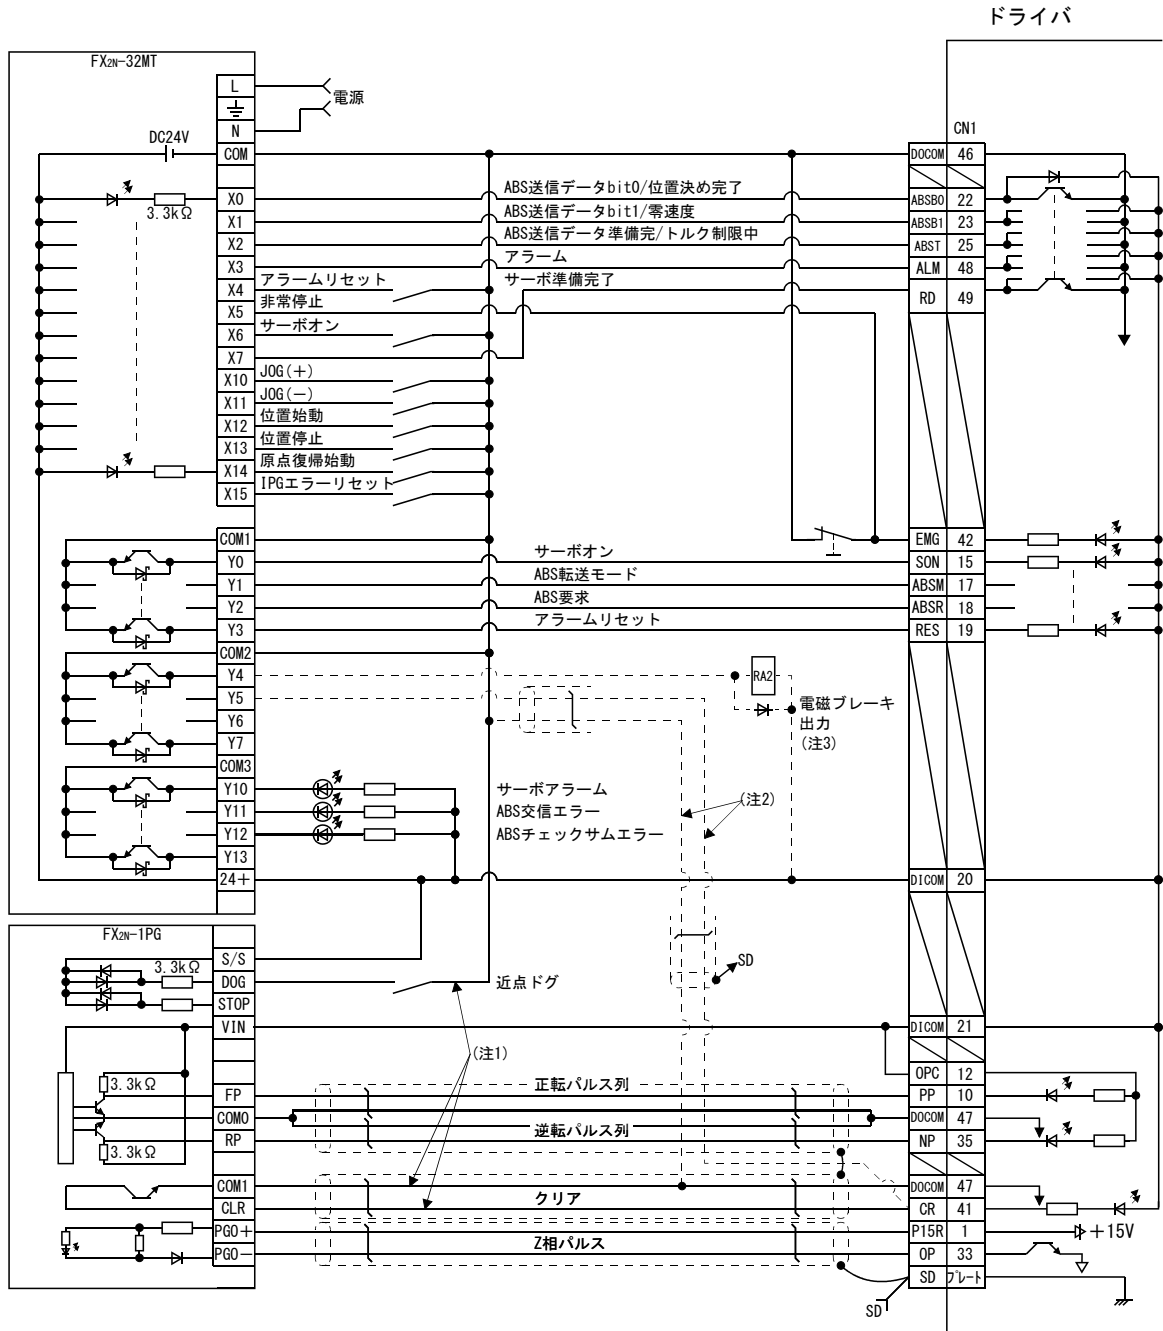 ドライバ
FX2N-32MT
L
電源
N
CN1
DC24V
COM
DOCOM 46
X0
3.3kΩ
ABS送信データbit0/位置決め完了
ABSB0 22
X1
ABS送信データbit1/零速度
ABSB1 23
X2
ABS送信データ準備完/トルク制限中
ABST 25
X3
アラーム
ALM 48
X4
アラームリセット
サーボ準備完了
RD 49
X5
非常停止
X6
サーボオン
X7
X10
JOG(+)
X11
JOG(-)
X12
位置始動
X13
位置停止
X14
原点復帰始動
X15
IPGエラーリセット
COM1
EMG 42
Y0
サーボオン
SON 15
Y1
ABS転送モード
ABSM 17
Y2
ABS要求
ABSR 18
Y3
アラームリセット
RES 19
COM2
Y4
RA2
Y5
電磁ブレーキ
出力
(注3)
Y6
Y7
COM3
Y10
サーボアラーム
Y11
ABS交信エラー
(注2)
Y12
ABSチェックサムエラー
Y13
24+
DICOM 20
FX2N-1PG
S/S
3.3kΩ
DOG
近点ドグ
SD
STOP
VIN
DICOM 21
(注1)
OPC 12
3.3kΩ
FP
正転パルス列
PP 10
COM0
DOCOM 47
RP
逆転パルス列
NP 35
3.3kΩ
COM1
DOCOM 47
CLR
クリア
CR 41
PG0+
P15R 1
+15V
PG0-
Z相パルス
OP 33
SD プレート
SD